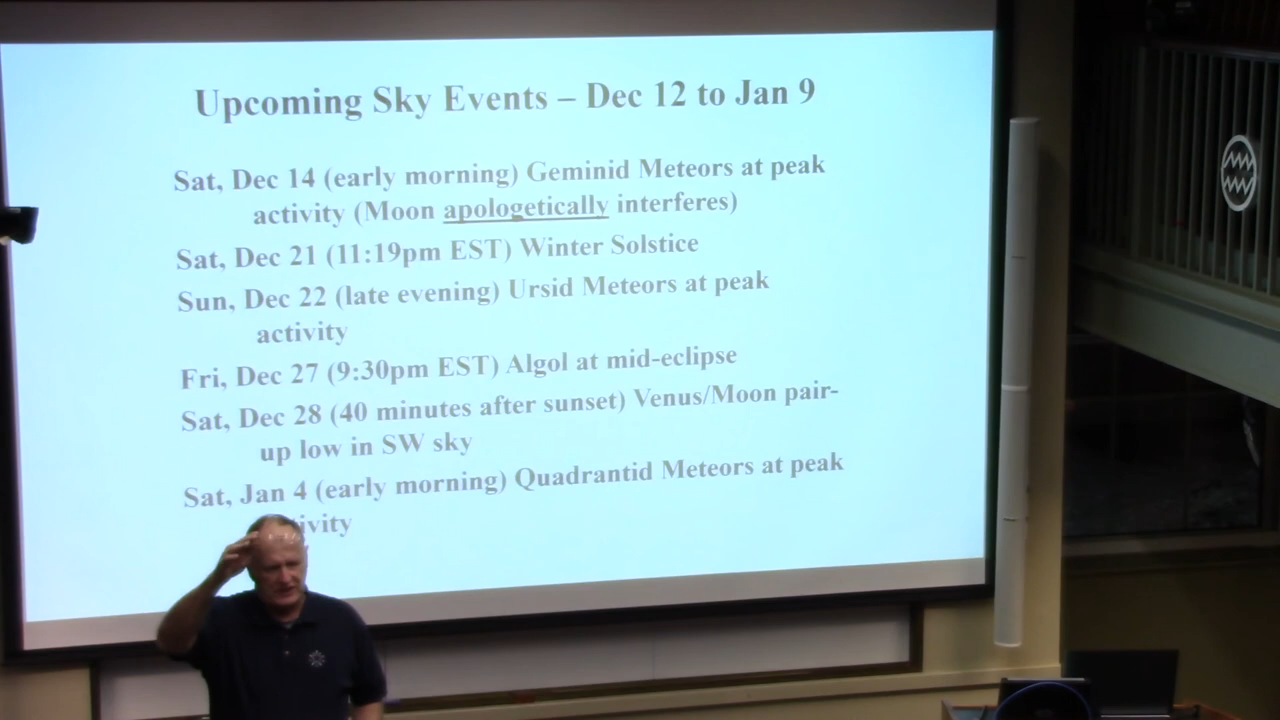 Upcoming Sky Events – Dec 12 to Jan 9
Sat, Dec 14 (early morning) Geminid Meteors at peak
activity (Moon apologetically interferes)
Sat, Dec 21 (11:19pm EST) Winter Solstice
Sun, Dec 22 (late evening) Ursid Meteors at peak
activity
Fri, Dec 27 (9:30pm EST) Algol at mid-eclipse
Sat, Dec 28 (40 minutes after sunset) Venus/Moon pair-
up low in SW sky
Sat, Jan 4 (early morning) Quadrantid Meteors at peak
ivity